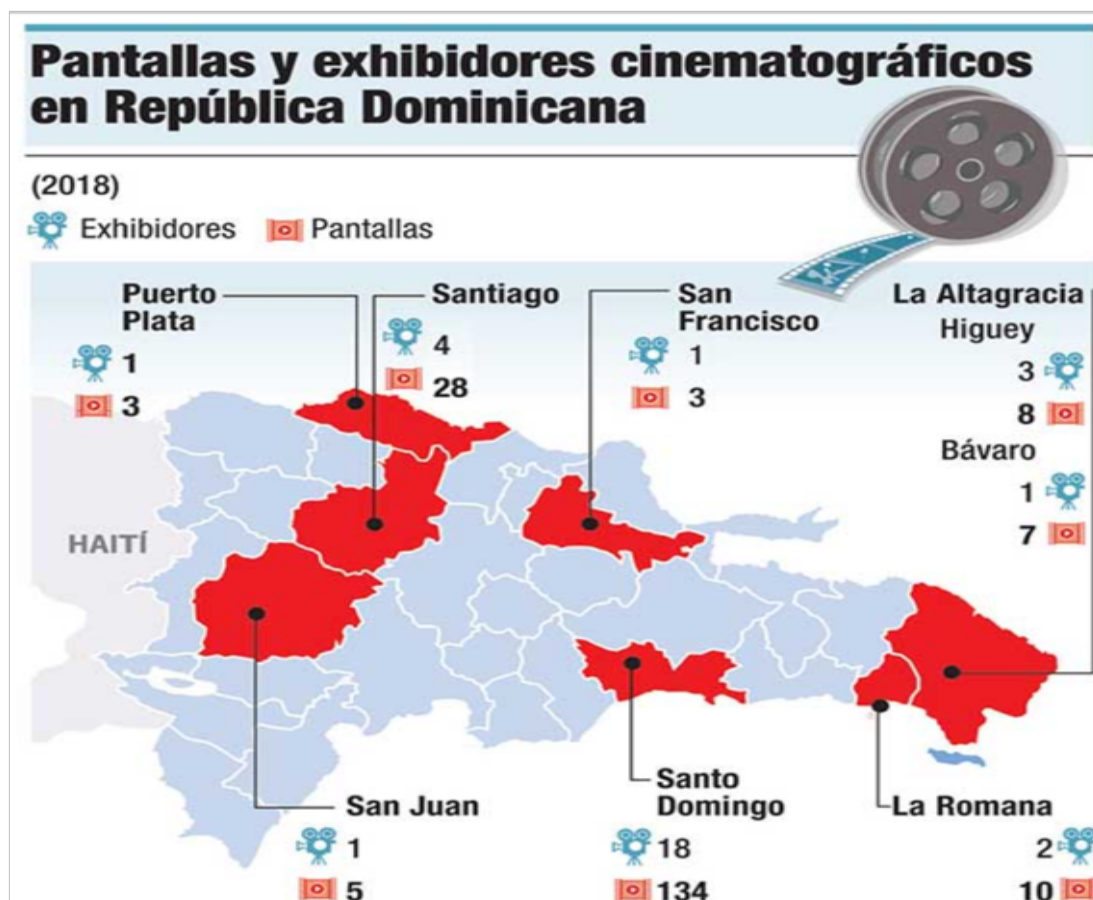 Pantallas y exhibidores cinematográficos
en República Dominicana
(2018)
Exhibidores Pantallas
Puerto
Plata
1
3
Santiago
4
28
San
Francisco
1
3
La Altagracia
Higuey
3
8
Bávaro
1
7
HAITÍ
San Juan
1
5
Santo
Domingo
18
134
La Romana
2
10